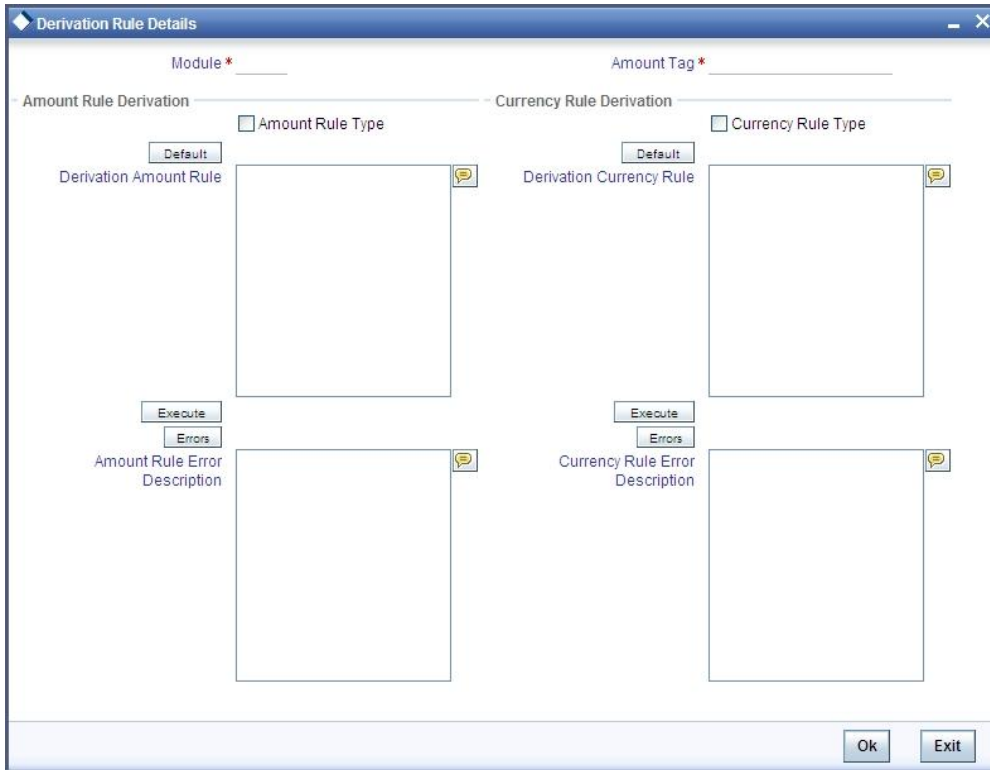 Derivation Rule Details
Module * Amount Tag *
Amount Rule Derivation
Amount Rule Type
Default
Derivation Amount Rule
Execute
Errors
Amount Rule Error
Description
Currency Rule Derivation
Currency Rule Type
Default
Derivation Currency Rule
Execute
Errors
Currency Rule Error
Description
Ok Exit